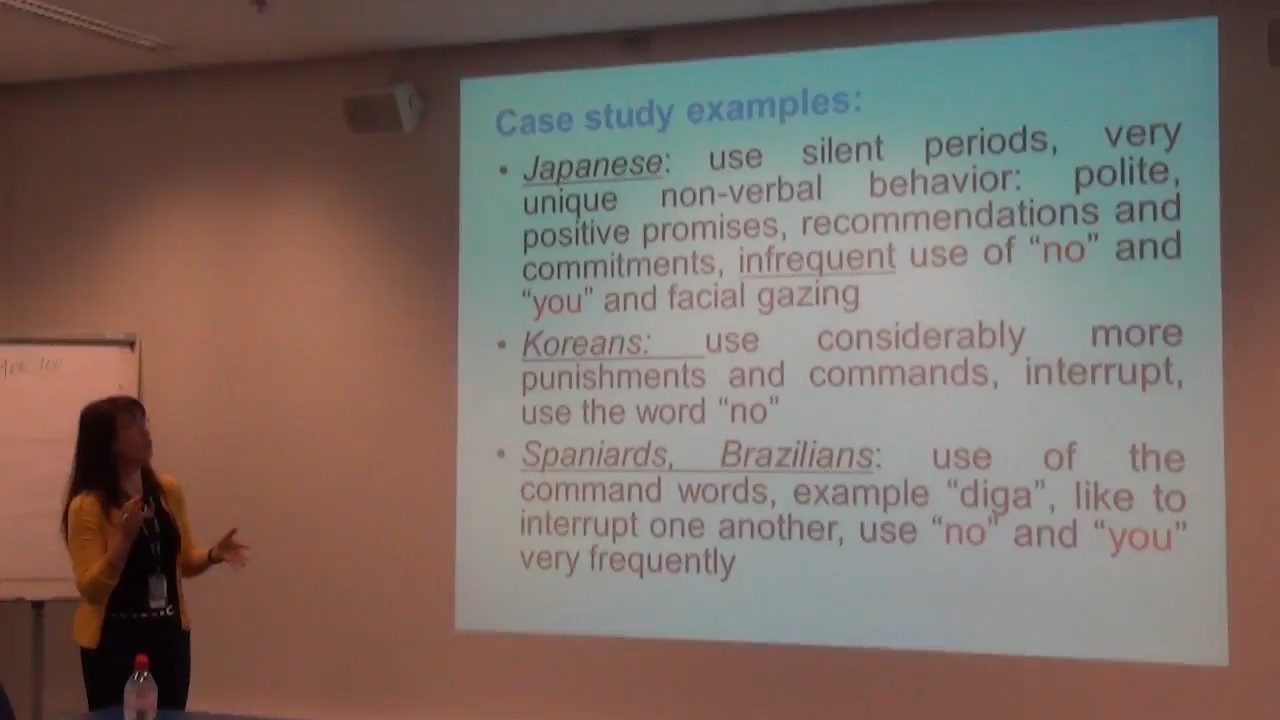 Case study examples:
• Japanese: use silent periods, very
unique non-verbal behavior: polite,
positive promises, recommendations and
commitments, infrequent use of “no” and
“you” and facial gazing
• Koreans: use considerably more
punishments and commands, interrupt,
use the word “no”
• Spaniards, Brazilians: use of the
command words, example “diga”, like to
interrupt one another, use “no” and “you”
very frequently